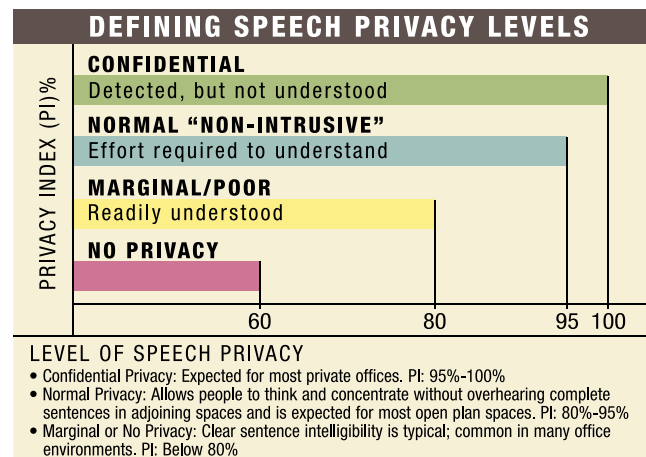 DEFINING SPEECH PRIVACY LEVELS
PRIVACY INDEX (PI)%
CONFIDENTIAL
Detected, but not understood
NORMAL “NON-INTRUSIVE”
Effort required to understand
MARGINAL/POOR
Readily understood
NO PRIVACY
60 80 95 100
LEVEL OF SPEECH PRIVACY
• Confidential Privacy: Expected for most private offices. PI: 95%-100%
• Normal Privacy: Allows people to think and concentrate without overhearing complete
sentences in adjoining spaces and is expected for most open plan spaces. PI: 80%-95%
• Marginal or No Privacy: Clear sentence intelligibility is typical; common in many office
environments. PI: Below 80%